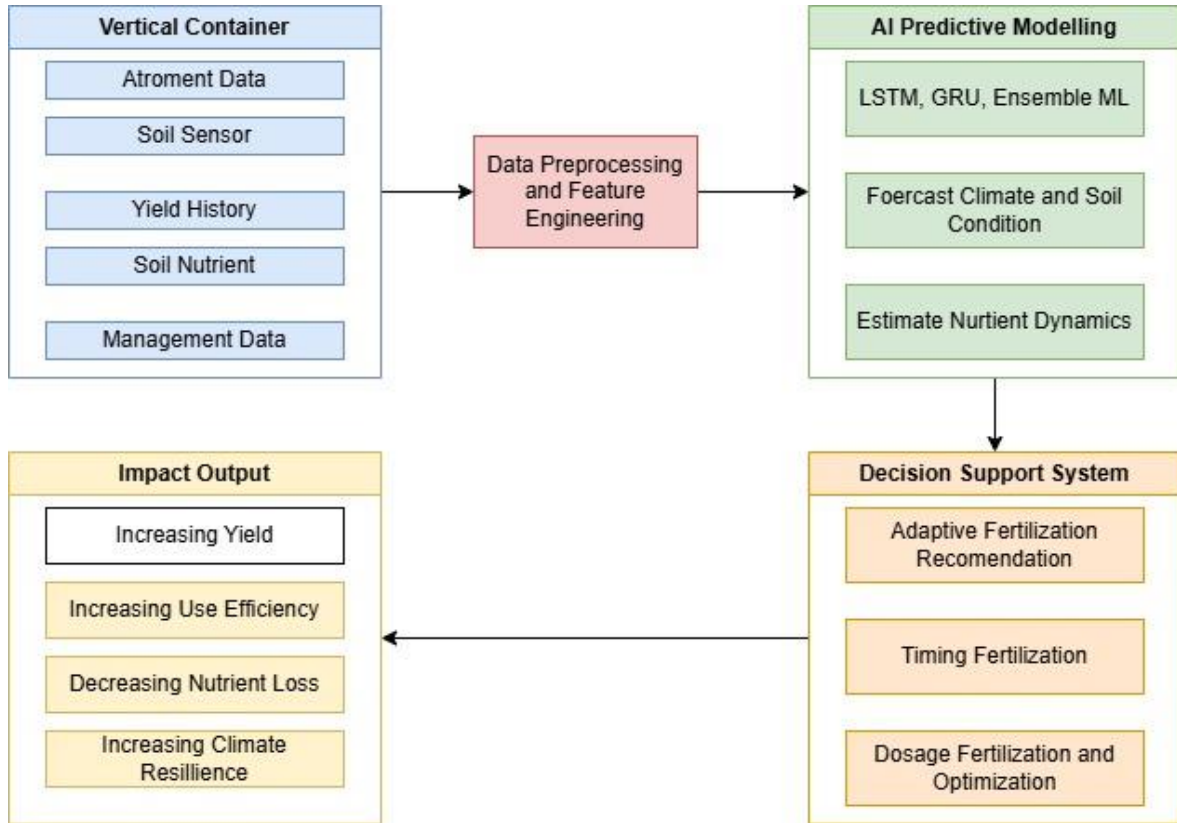 Vertical Container
Atroment Data
Soil Sensor
Yield History
Soil Nutrient
Management Data
Data Preprocessing
and Feature
Engineering
AI Predictive Modelling
LSTM, GRU, Ensemble ML
Foercast Climate and Soil
Condition
Estimate Nurtient Dynamics
Decision Support System
Adaptive Fertilization
Recomendation
Timing Fertilization
Dosage Fertilization and
Optimization
Impact Output
Increasing Yield
Increasing Use Efficiency
Decreasing Nutrient Loss
Increasing Climate
Resillience